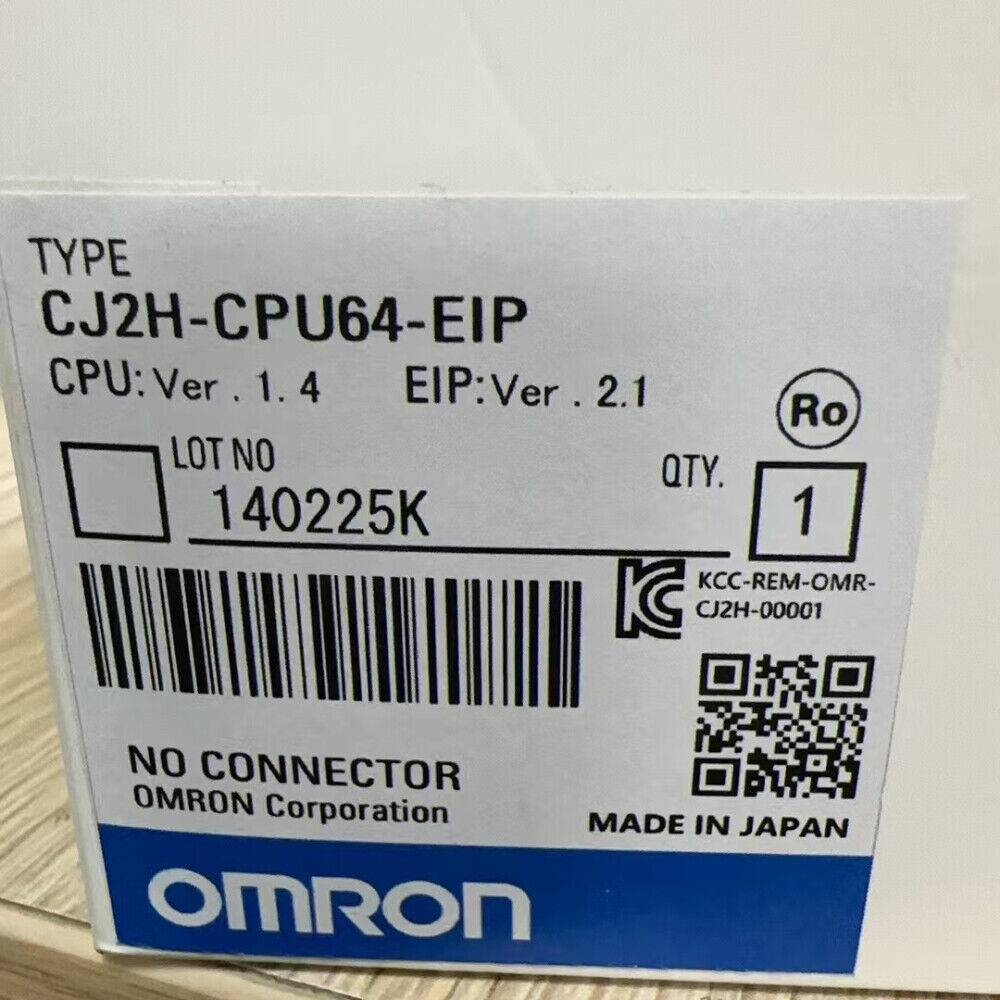 TYPE
CJ2H-CPU64-EIP
CPU:Ver . 1. 4 EIP:Ver . 2.1
Ro
LOT NO
140225K
QTY.
1
KC
KCC-REM-OMR-
CJ2H-00001
NO CONNECTOR
OMRON Corporation
MADE IN JAPAN
OMRON